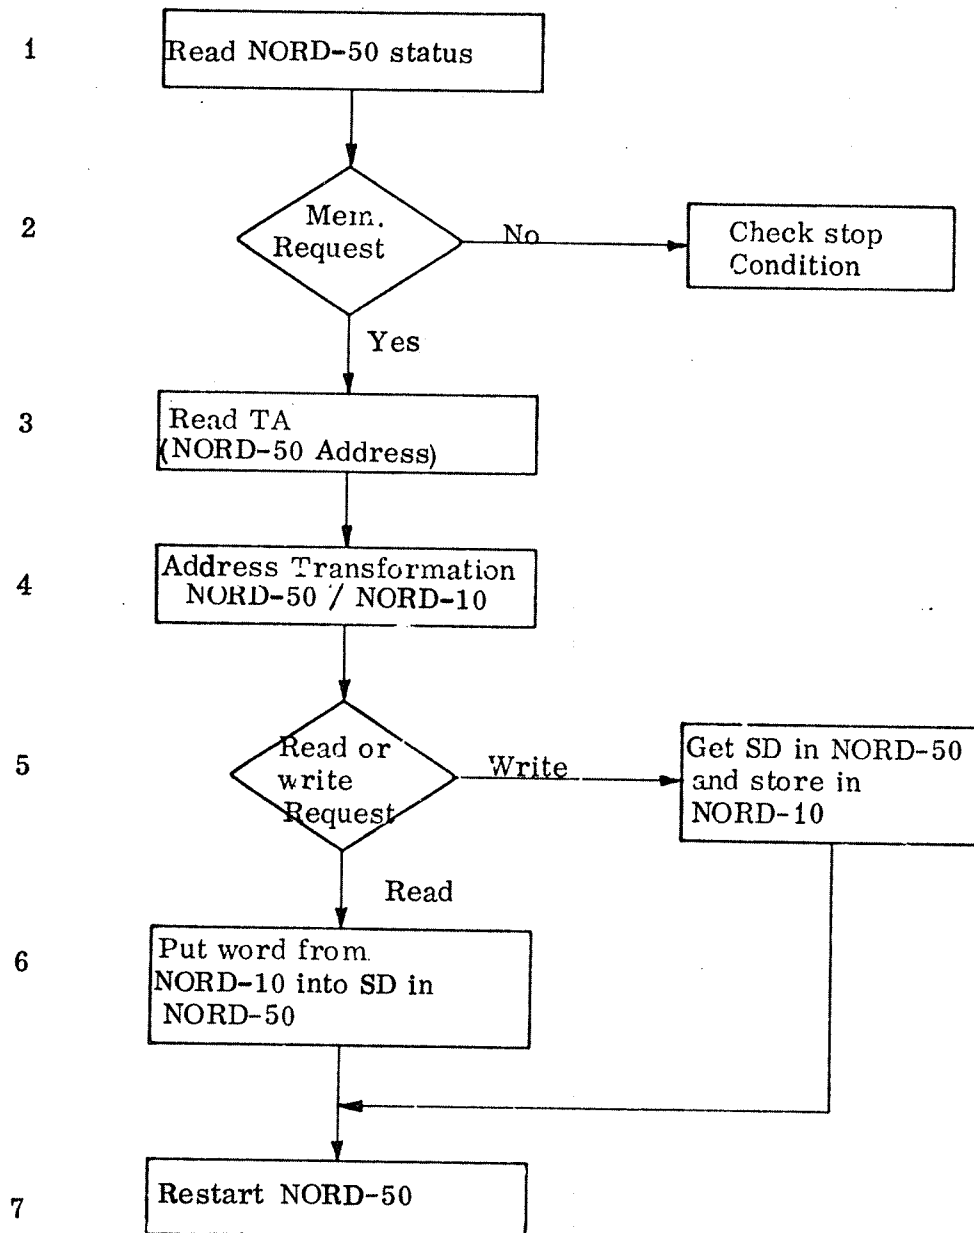 1
Read NORD-50 status
2
Mem.
Request
No
Check stop
Condition
Yes
3
Read TA
(NORD-50 Address)
4
Address Transformation
NORD-50 / NORD-10
5
Read or
write
Request
Write
Get SD in NORD-50
and store in
NORD-10
Read
6
Put word from
NORD-10 into SD in
NORD-50
7
Restart NORD-50